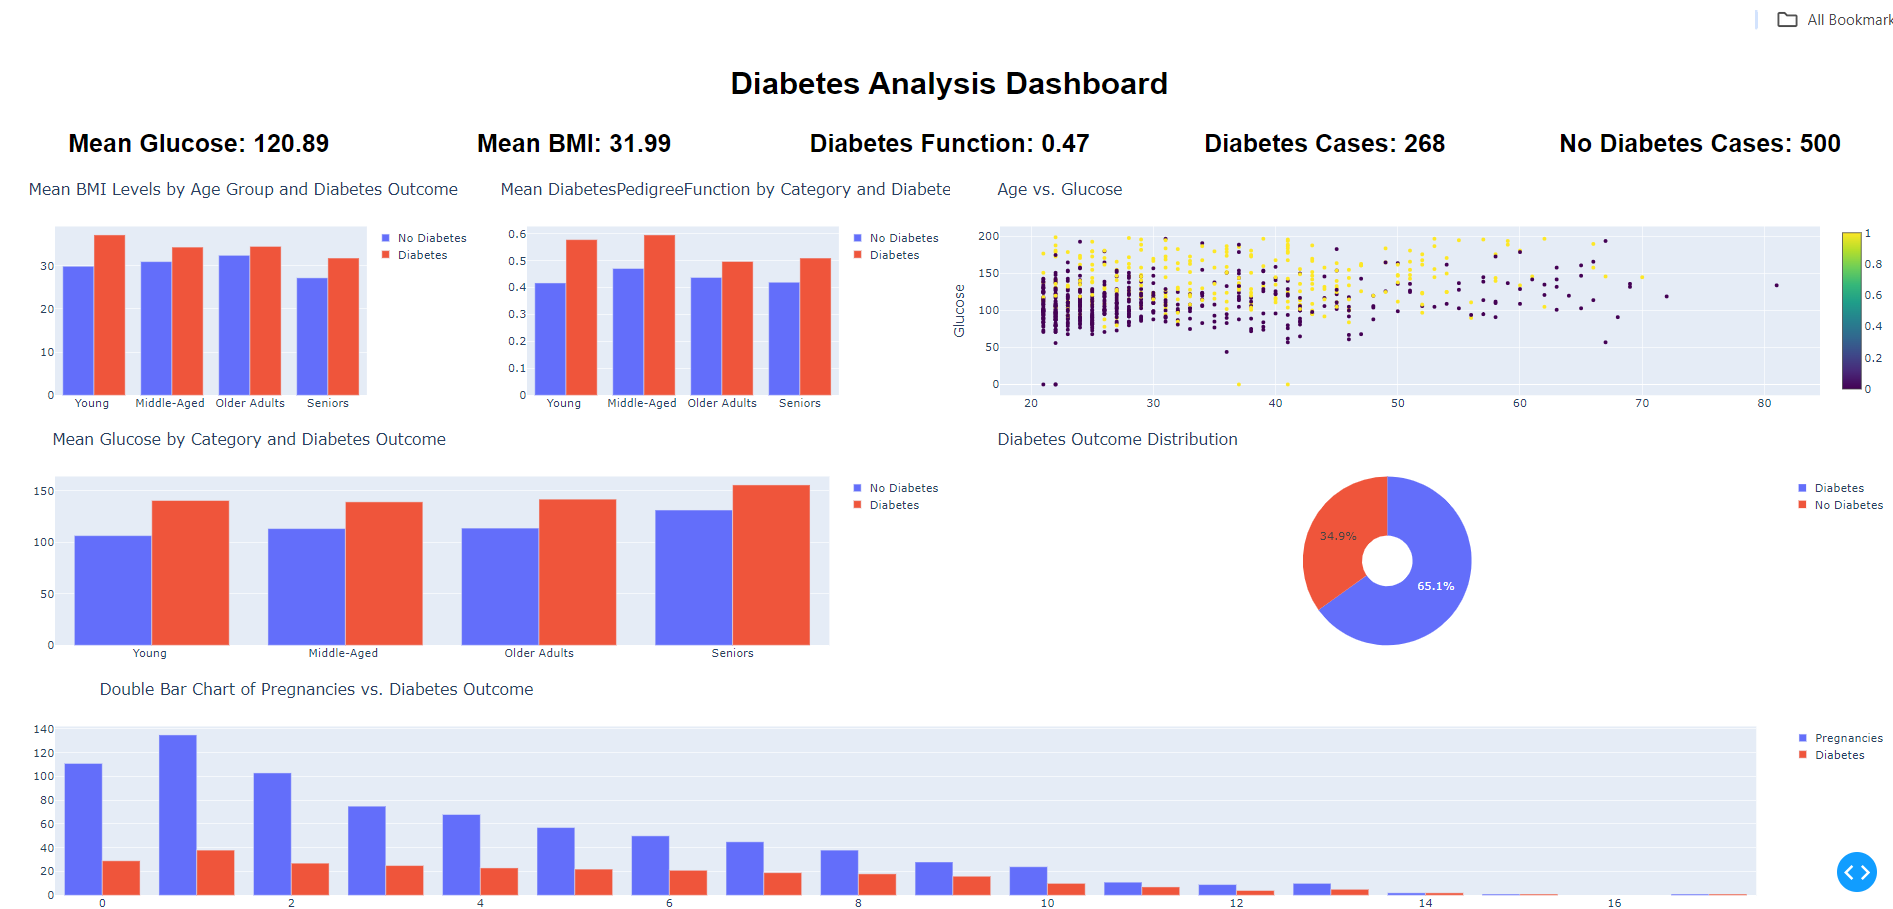 All Bookmark
Diabetes Analysis Dashboard
Mean Glucose: 120.89
Mean BMI: 31.99
Diabetes Function: 0.47
Diabetes Cases: 268
No Diabetes Cases: 500
Mean BMI Levels by Age Group and Diabetes Outcome
30
20
10
0
Young
Middle-Aged
Older Adults
Seniors
No Diabetes
Diabetes
Mean DiabetesPedigreeFunction by Category and Diabete
0.6
0.5
0.4
0.3
0.2
0.1
0
Young
Middle-Aged
Older Adults
Seniors
No Diabetes
Diabetes
Age vs. Glucose
Glucose
200
150
100
50
0
20
30
40
50
60
70
80
1
0.8
0.6
0.4
0.2
0
Mean Glucose by Category and Diabetes Outcome
150
100
50
0
Young
Middle-Aged
Older Adults
Seniors
No Diabetes
Diabetes
Diabetes Outcome Distribution
34.9%
65.1%
Diabetes
No Diabetes
Double Bar Chart of Pregnancies vs. Diabetes Outcome
140
120
100
80
60
40
20
0
0
2
4
6
8
10
12
14
16
Pregnancies
Diabetes